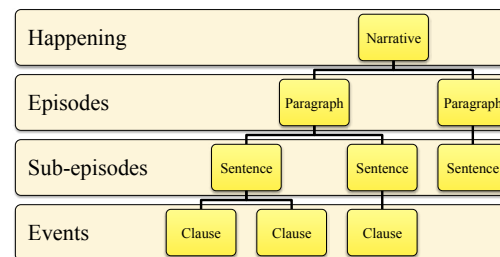 Happening Narrative
Episodes Paragraph Paragraph
Sub-episodes Sentence Sentence Sentence
Events Clause Clause Clause